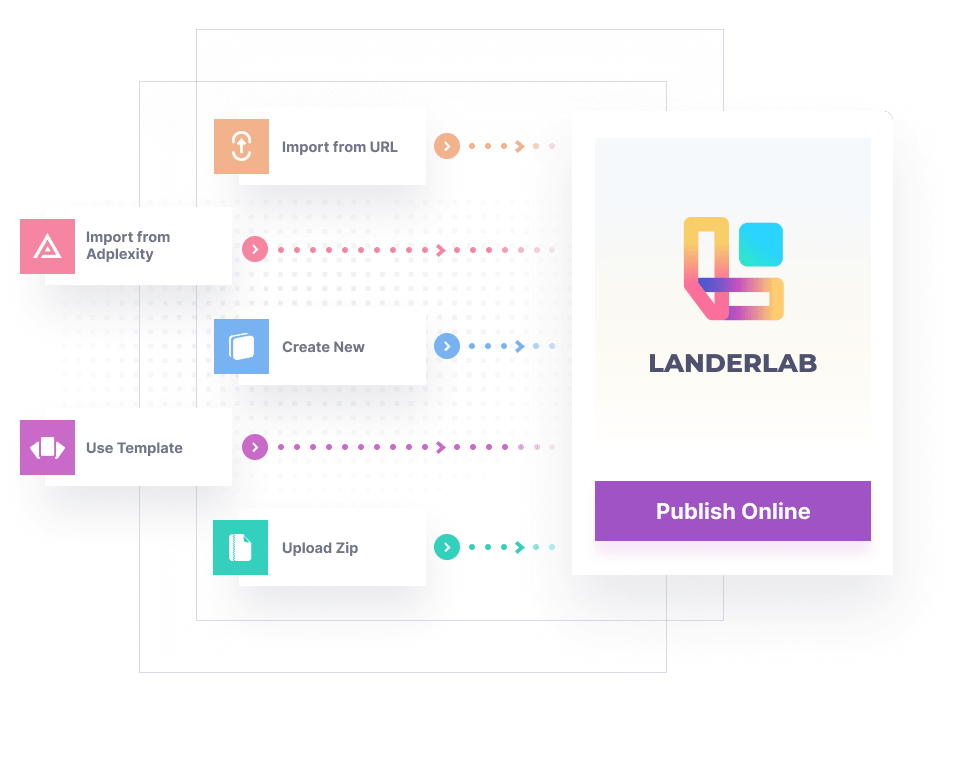 Import from URL
Import from
Adplexity
Create New
Use Template
Upload Zip
LANDERLAB
Publish Online